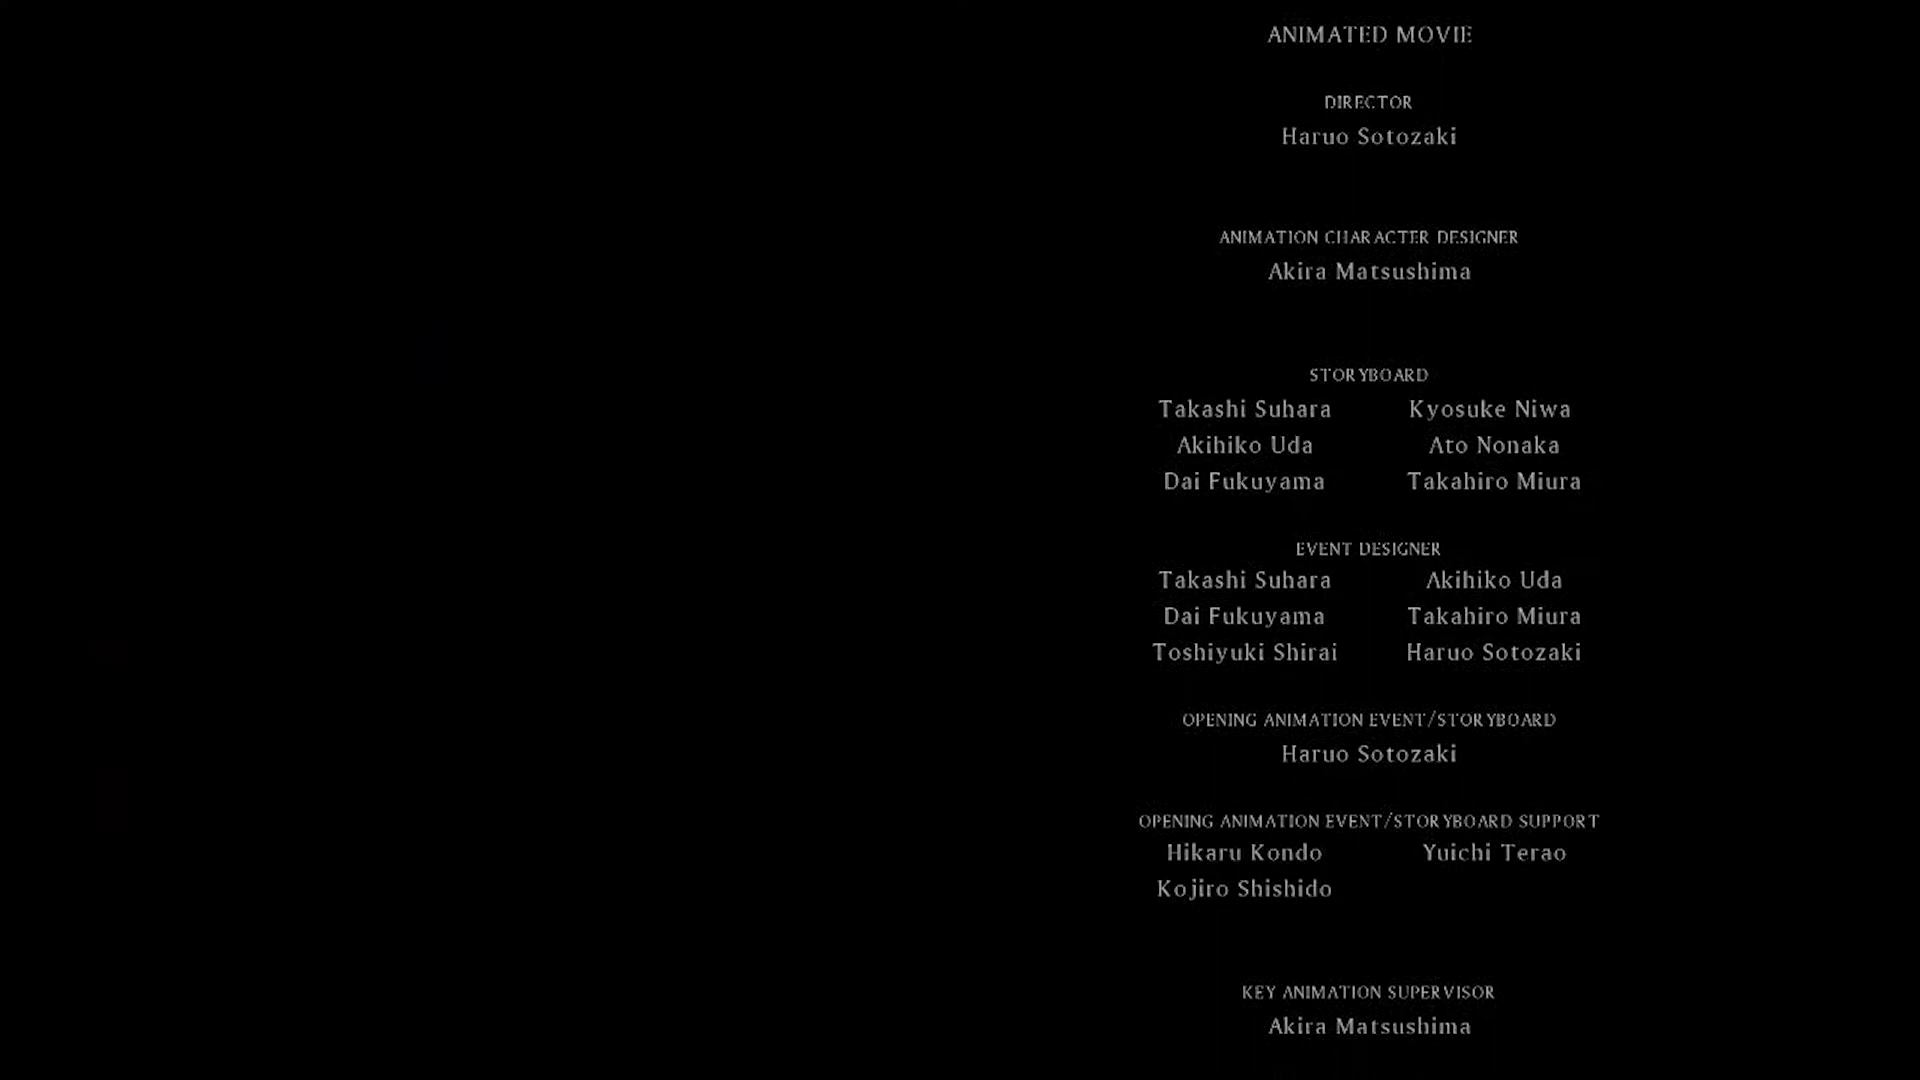 ANIMATED MOVIE
DIRECTOR
Haruo Sotozaki
ANIMATION CHARACTER DESIGNER
Akira Matsushima
STORYBOARD
Takashi Suhara Kyosuke Niwa
Akihiko Uda Ato Nonaka
Dai Fukuyama Takahiro Miura
EVENT DESIGNER
Takashi Suhara Akihiko Uda
Dai Fukuyama Takahiro Miura
Toshiyuki Shirai Haruo Sotozaki
OPENING ANIMATION EVENT/STORYBOARD
Haruo Sotozaki
OPENING ANIMATION EVENT/STORYBOARD SUPPORT
Hikaru Kondo Yuichi Terao
Kojiro Shishido
KEY ANIMATION SUPERVISOR
Akira Matsushima